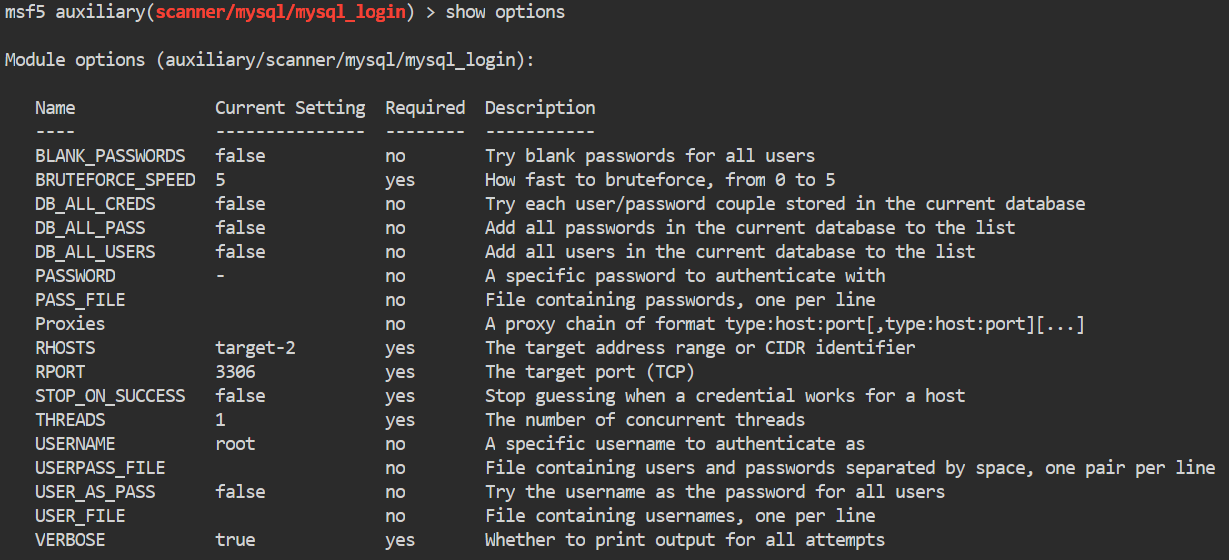 msf5 auxiliary(scanner/mysql/mysql_login) > show options
Module options (auxiliary/scanner/mysql/mysql_login):
Name Current Setting Required Description
---- --------------- -------- -----------
BLANK_PASSWORDS false no Try blank passwords for all users
BRUTEFORCE_SPEED 5 yes How fast to bruteforce, from 0 to 5
DB_ALL_CREDS false no Try each user/password couple stored in the current database
DB_ALL_PASS false no Add all passwords in the current database to the list
DB_ALL_USERS false no Add all users in the current database to the list
PASSWORD - no A specific password to authenticate with
PASS_FILE no File containing passwords, one per line
Proxies no A proxy chain of format type:host:port[,type:host:port][...]
RHOSTS target-2 yes The target address range or CIDR identifier
RPORT 3306 yes The target port (TCP)
STOP_ON_SUCCESS false yes Stop guessing when a credential works for a host
THREADS 1 yes The number of concurrent threads
USERNAME root no A specific username to authenticate as
USERPASS_FILE no File containing users and passwords separated by space, one pair per line
USER_AS_PASS false no Try the username as the password for all users
USER_FILE no File containing usernames, one per line
VERBOSE true yes Whether to print output for all attempts